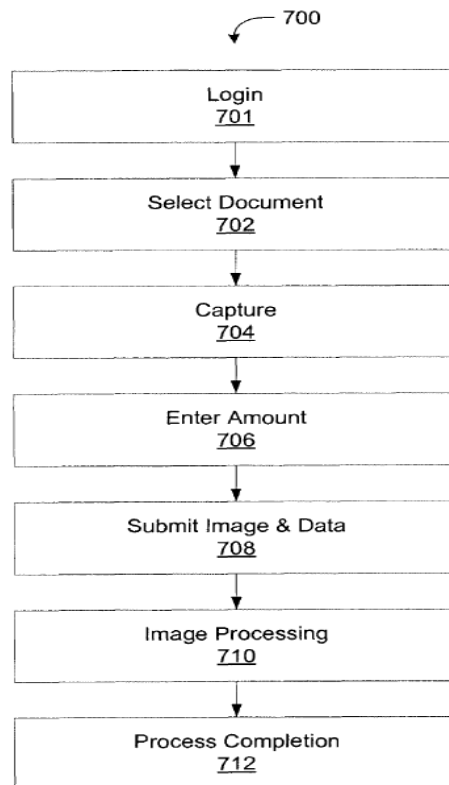 700
Login
701
Select Document
702
Capture
704
Enter Amount
706
Submit Image & Data
708
Image Processing
710
Process Completion
712